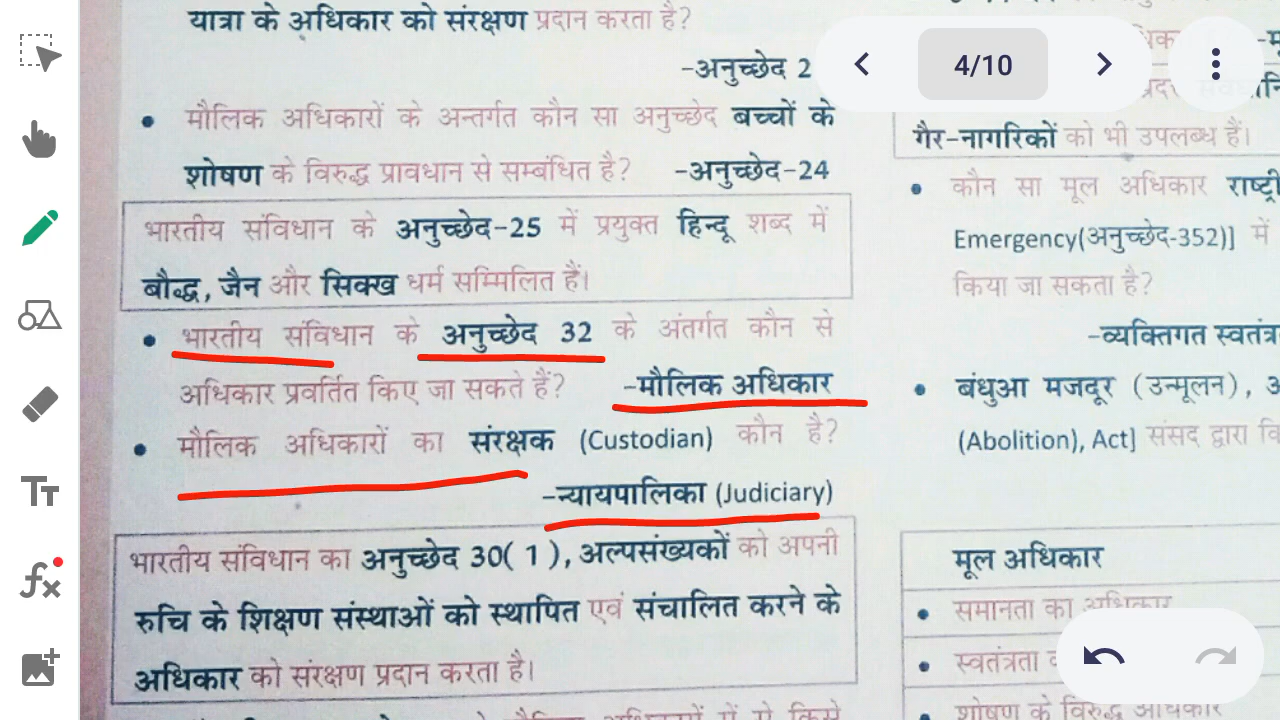 यात्रा के अधिकार को संरक्षण प्रदान करता है?
-अनुच्छेद 2
• मौलिक अधिकारों के अन्तर्गत कौन सा अनुच्छेद बच्चों के
शोषण के विरुद्ध प्रावधान से सम्बंधित है? -अनुच्छेद-24
भारतीय संविधान के अनुच्छेद-25 में प्रयुक्त हिन्दू शब्द में
बौद्ध, जैन और सिक्ख धर्म सम्मिलित हैं।
• भारतीय संविधान के अनुच्छेद 32 के अंतर्गत कौन से
अधिकार प्रवर्तित किए जा सकते हैं? -मौलिक अधिकार
• मौलिक अधिकारों का संरक्षक (Custodian) कौन है?
-न्यायपालिका (Judiciary)
भारतीय संविधान का अनुच्छेद 30( 1 ), अल्पसंख्यकों को अपनी
रुचि के शिक्षण संस्थाओं को स्थापित एवं संचालित करने के
अधिकार को संरक्षण प्रदान करता है।
4/10
गैर-नागरिकों को भी उपलब्ध हैं।
• कौन सा मूल अधिकार
Emergency(अनुच्छेद-352)] में
किया जा सकता है?
-व्यक्तिगत
• बंधुआ मजदूर (उन्मूलन),
(Abolition), Act] संसद द्वारा
मूल अधिकार
• समानता का अधिकार
• स्वतंत्रता
• शोषण के विरुद्ध अधिकार
TT
fx